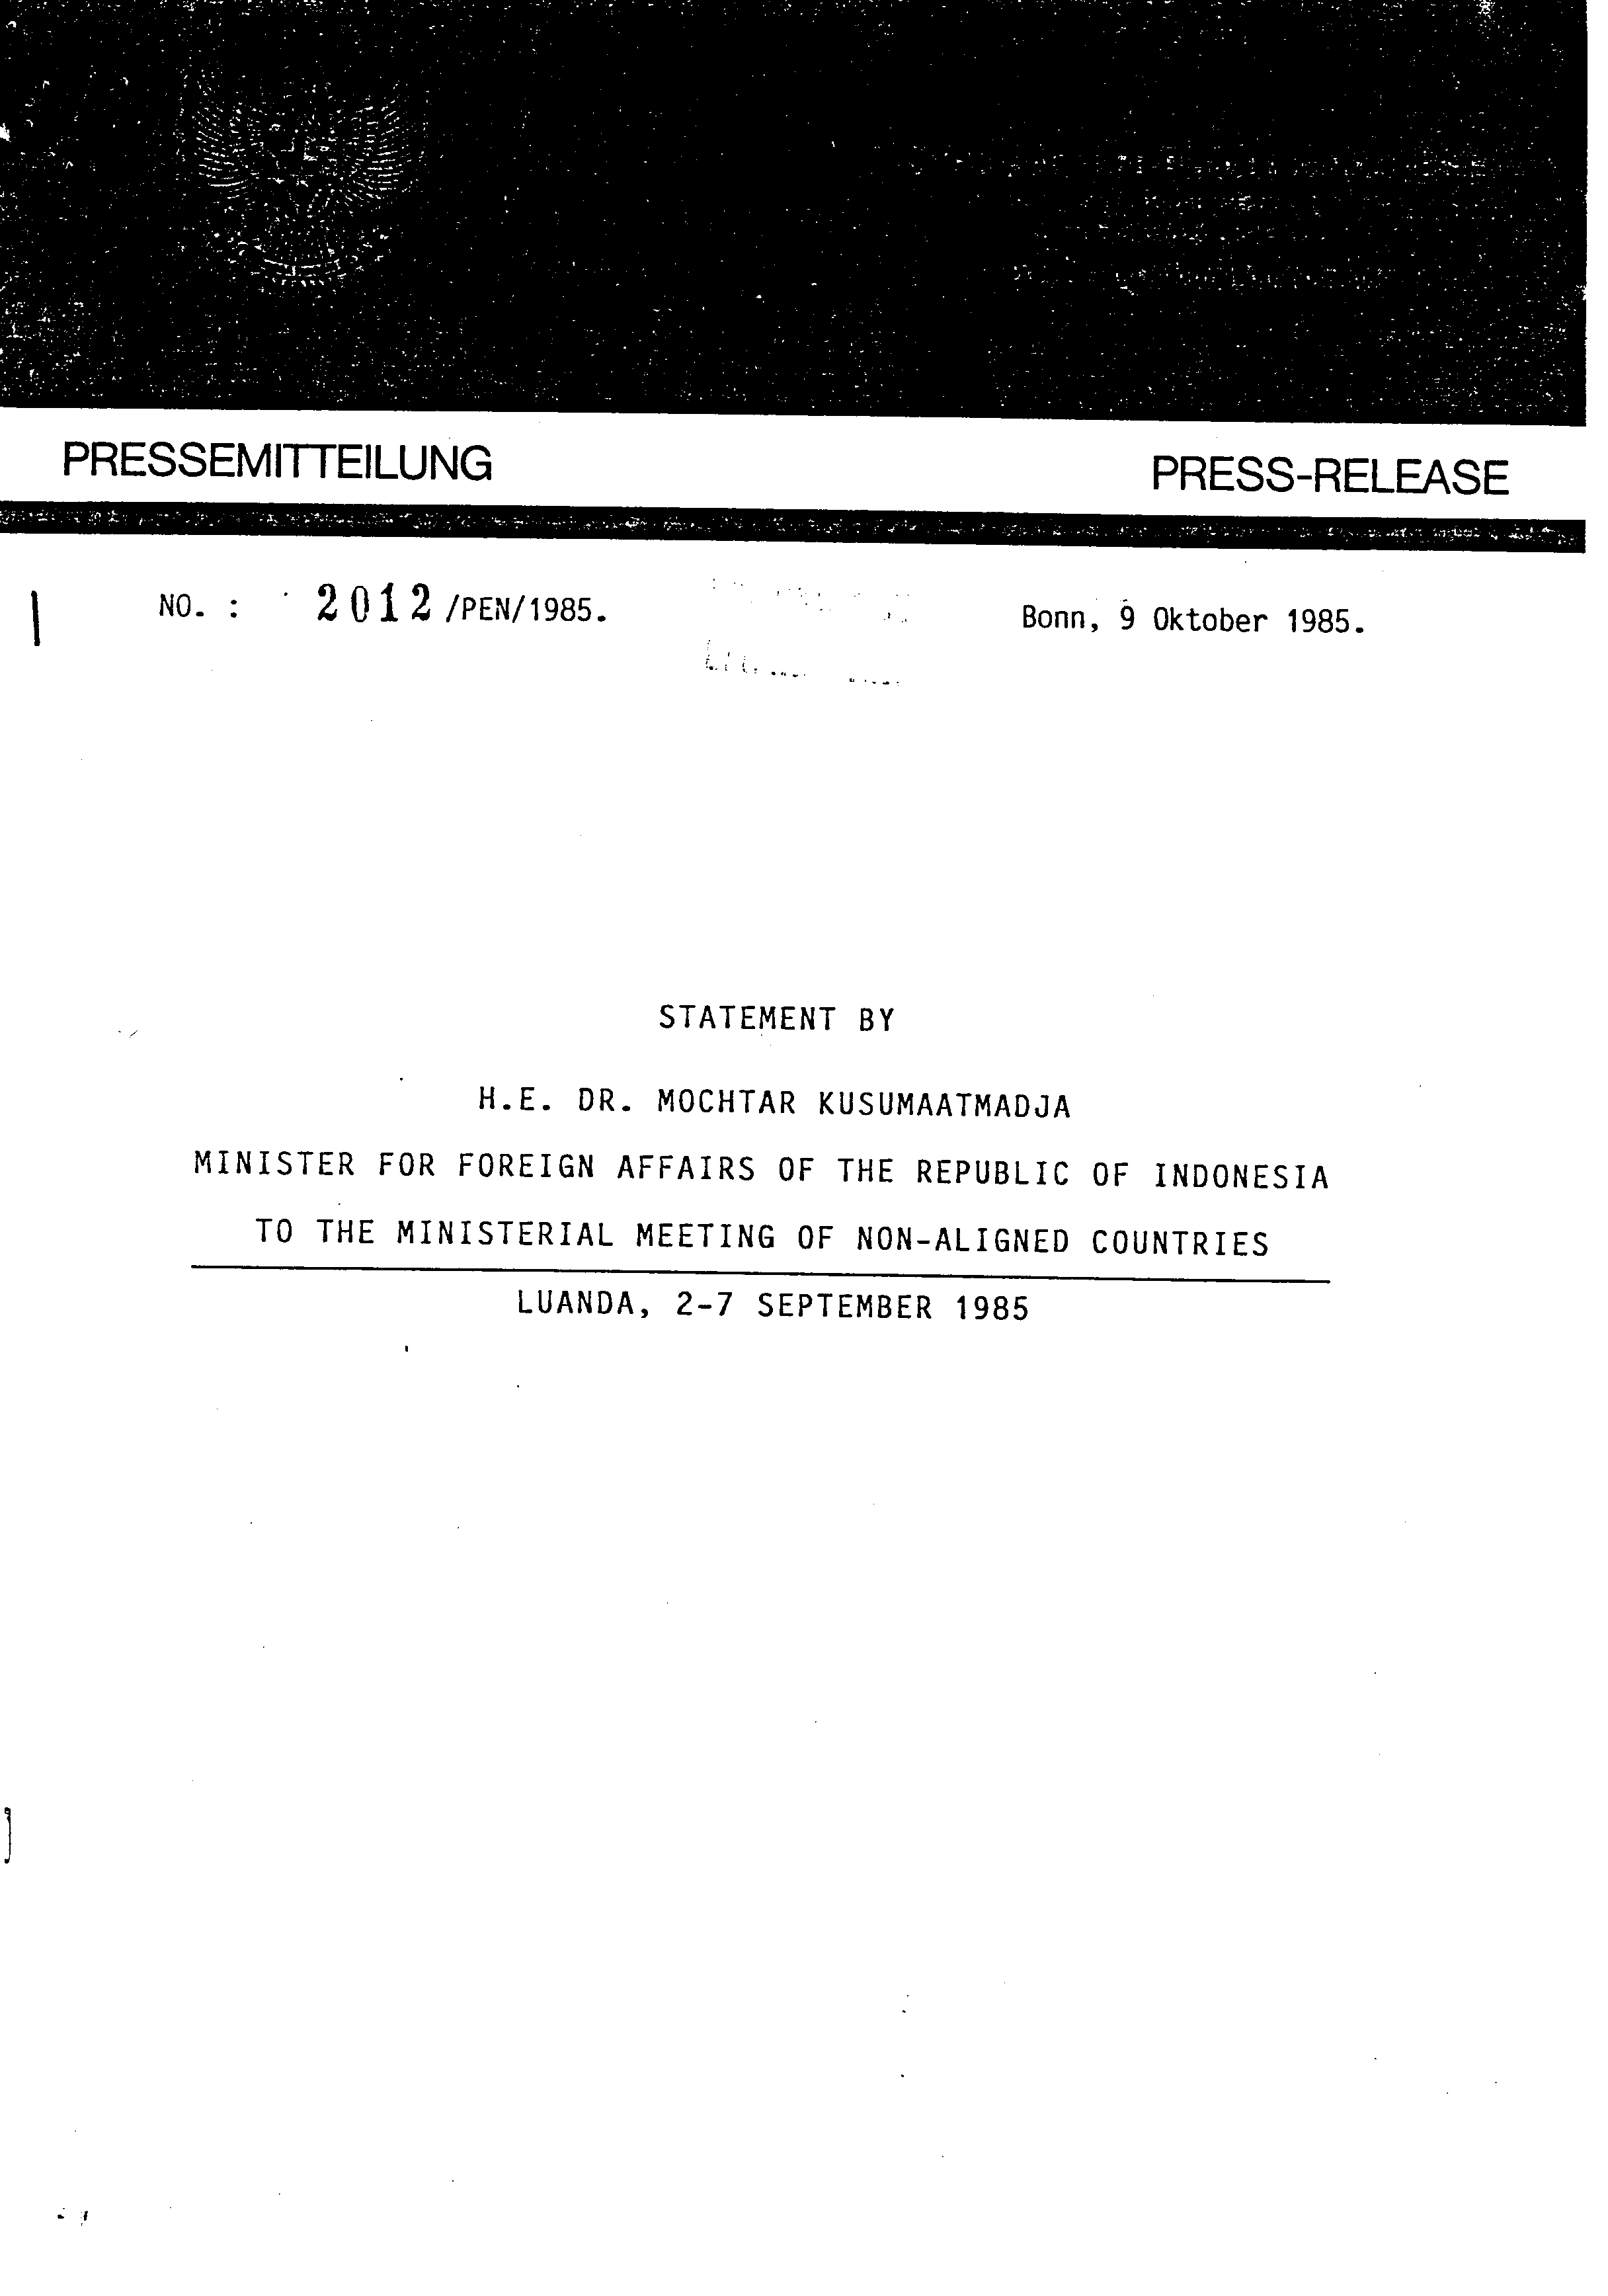 PRESSEMITTEILUNG
PRESS-RELEASE
NO. : 2012/PEN/1985.
Bonn, 9 Oktober 1985.
STATEMENT BY
H.E. DR. MOCHTAR KUSUMAATMADJA
MINISTER FOR FOREIGN AFFAIRS OF THE REPUBLIC OF INDONESIA
TO THE MINISTERIAL MEETING OF NON-ALIGNED COUNTRIES
LUANDA, 2-7 SEPTEMBER 1985